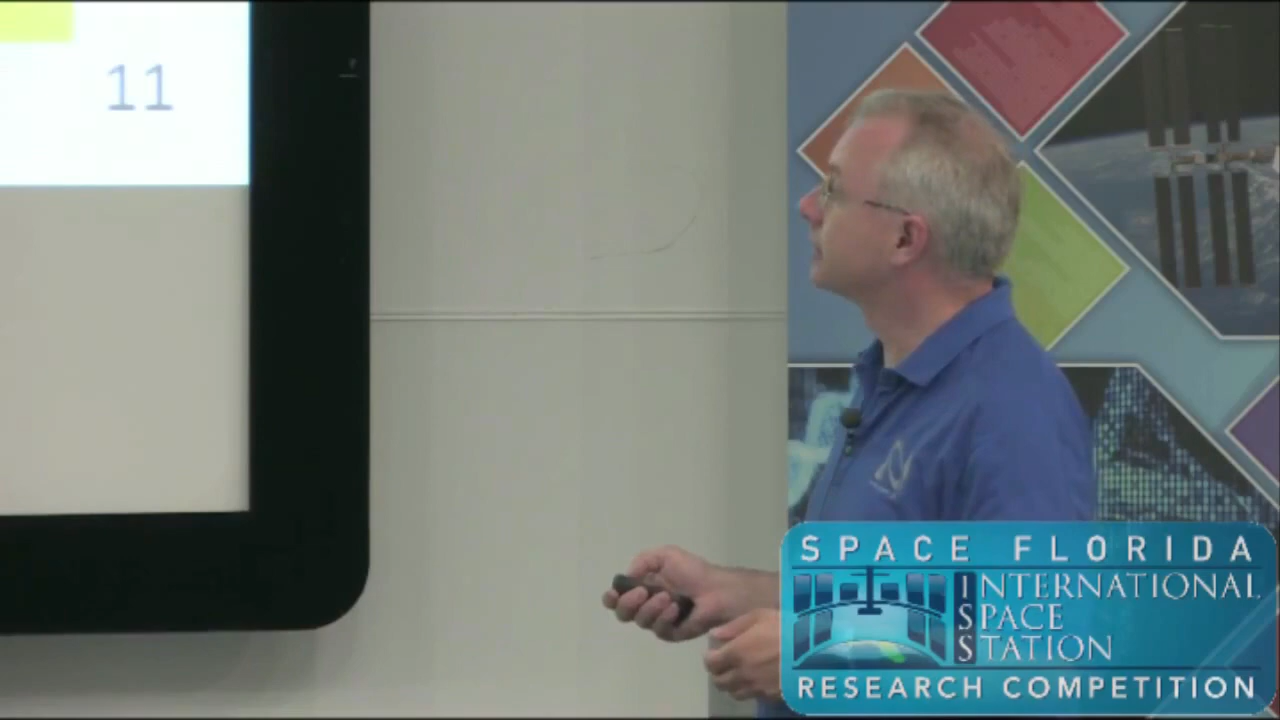 11
SPACE FLORIDA
INTERNATIONAL
SPACE
STATION
RESEARCH COMPETITION